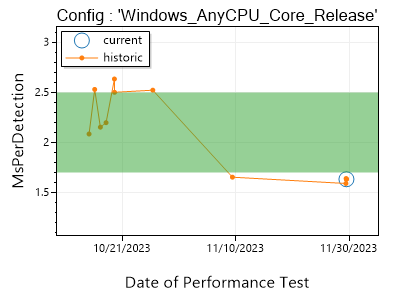 Config : 'Windows_AnyCPU_Core_Release'
current
historic
3
2.5
2
1.5
MsPerDetection
10/21/2023
11/10/2023
11/30/2023
Date of Performance Test